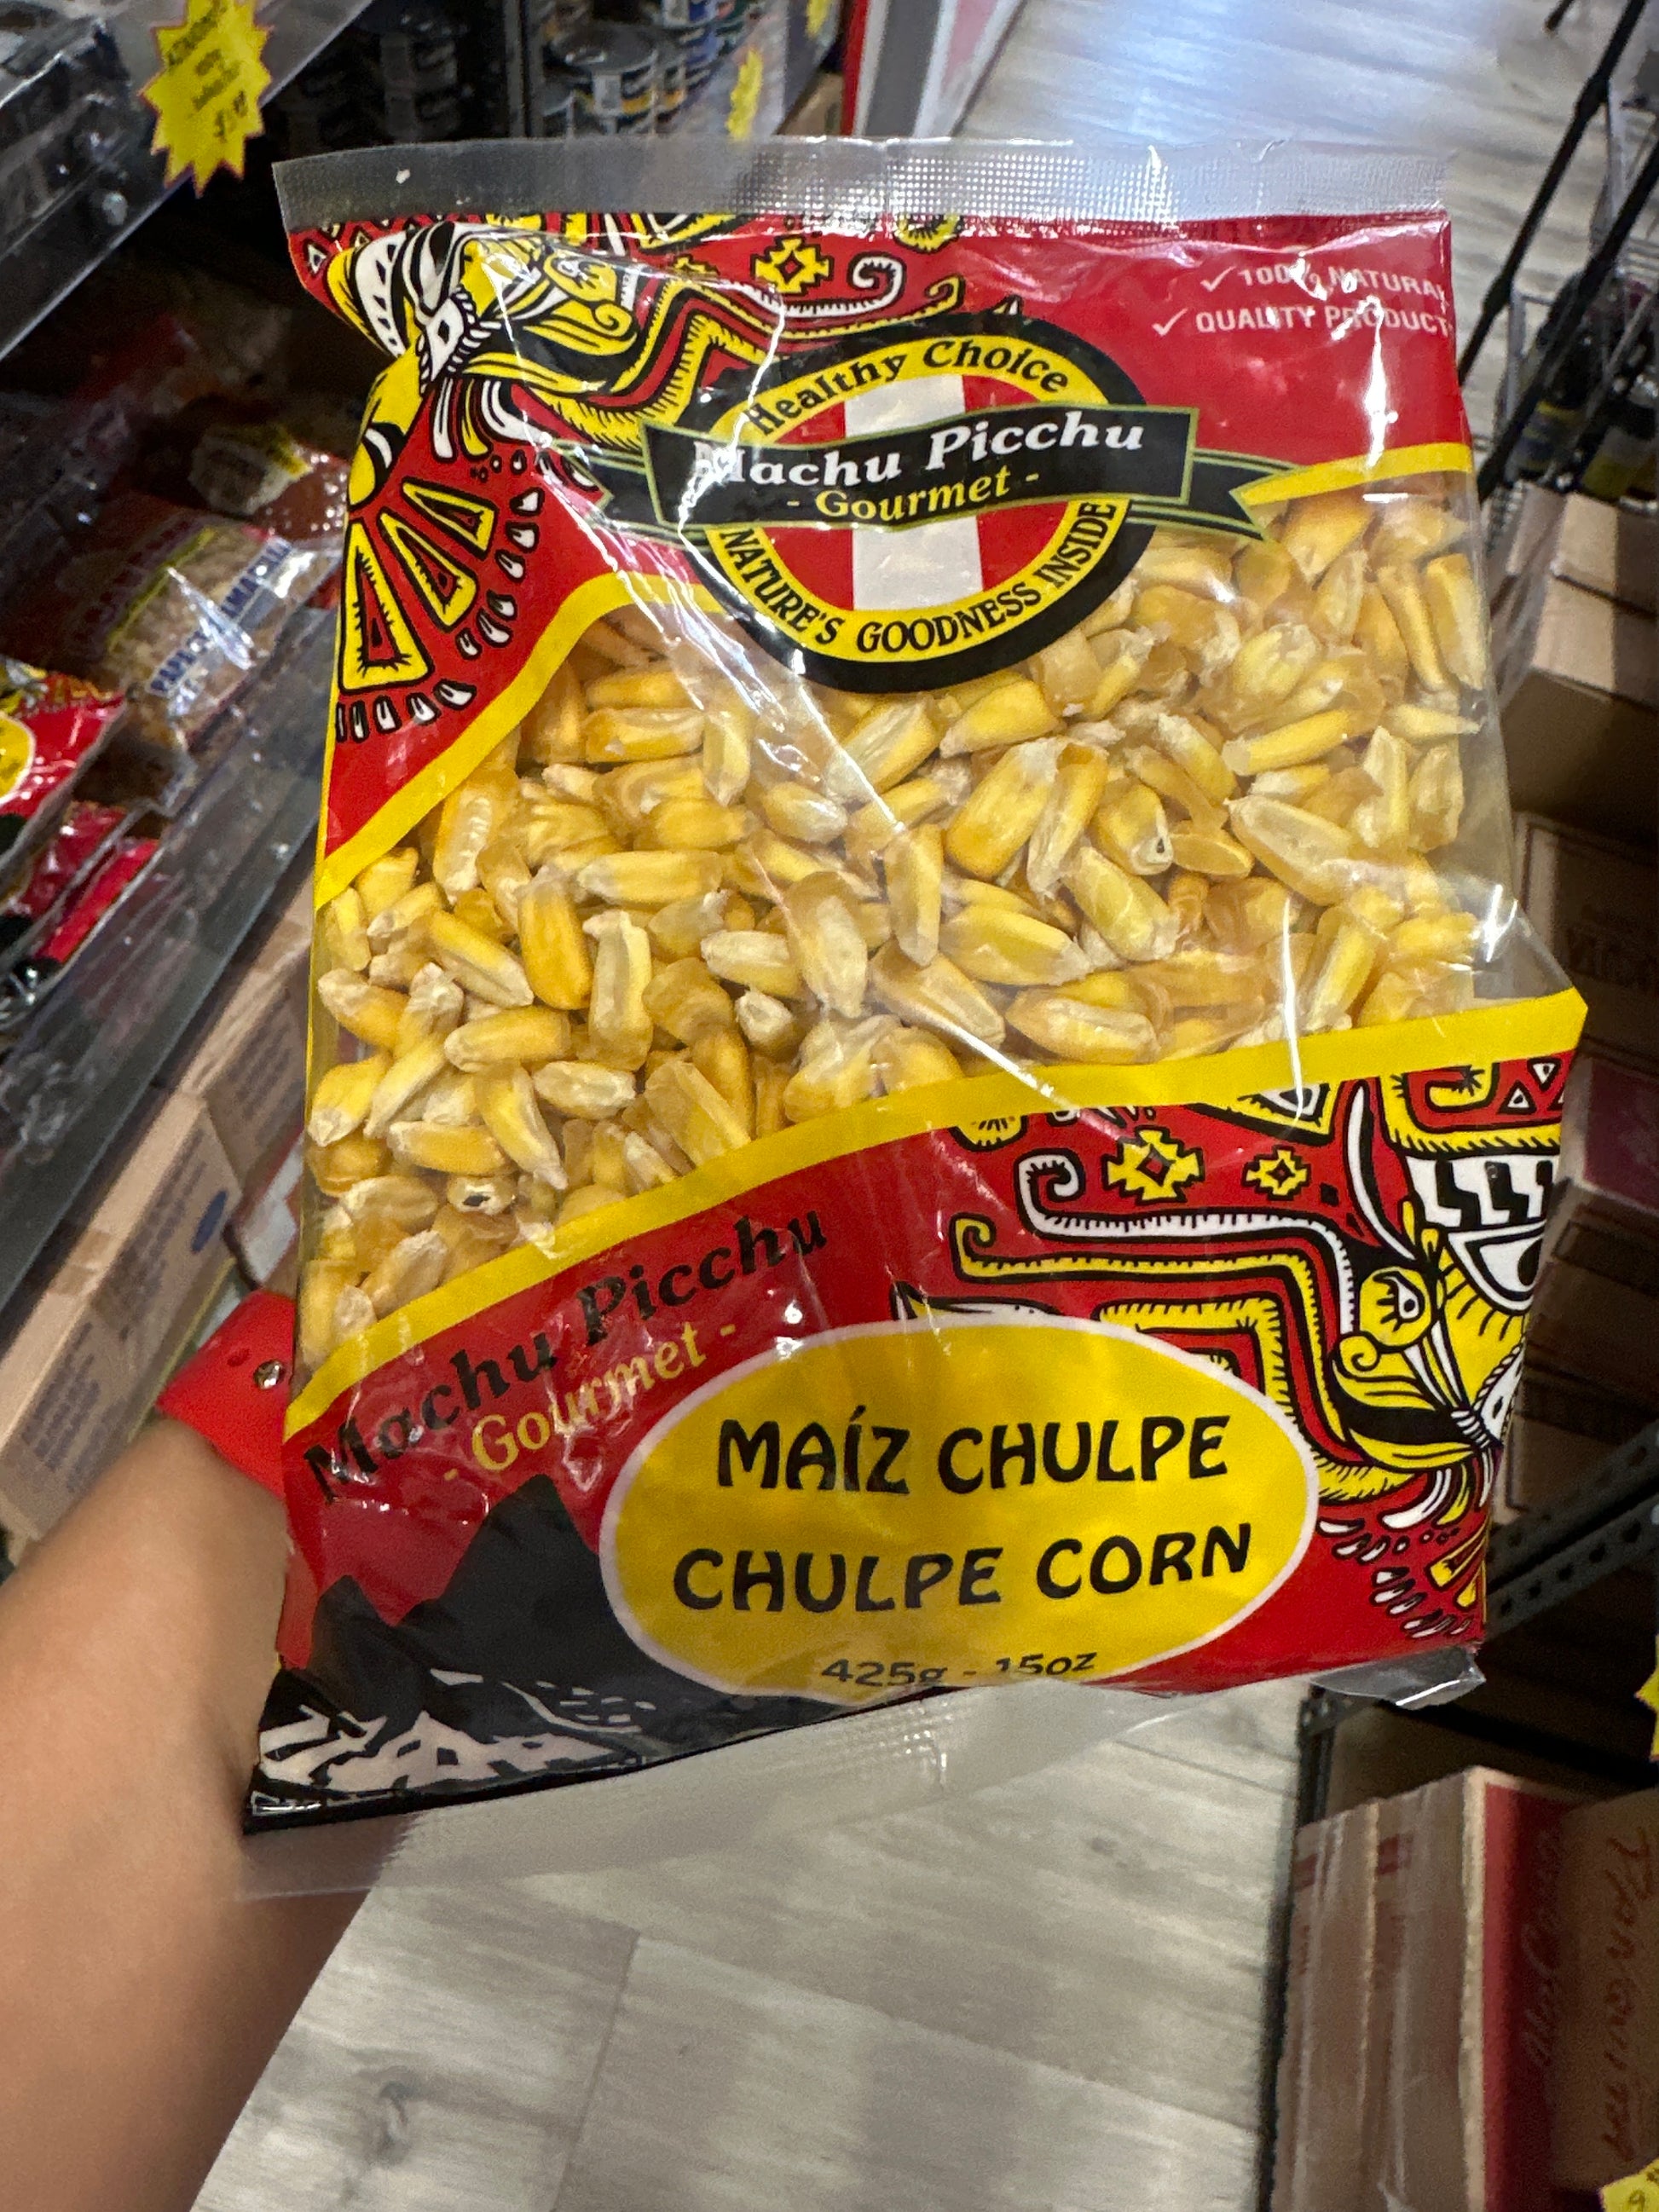 ✓ 100% NATURAL
✓ QUALITY PRODUCT
Healthy Choice
Machu Picchu
- Gourmet -
NATURE'S GOODNESS INSIDE
Machu Picchu
- Gourmet -
MAÍZ CHULPE
CHULPE CORN
425g - 15oz